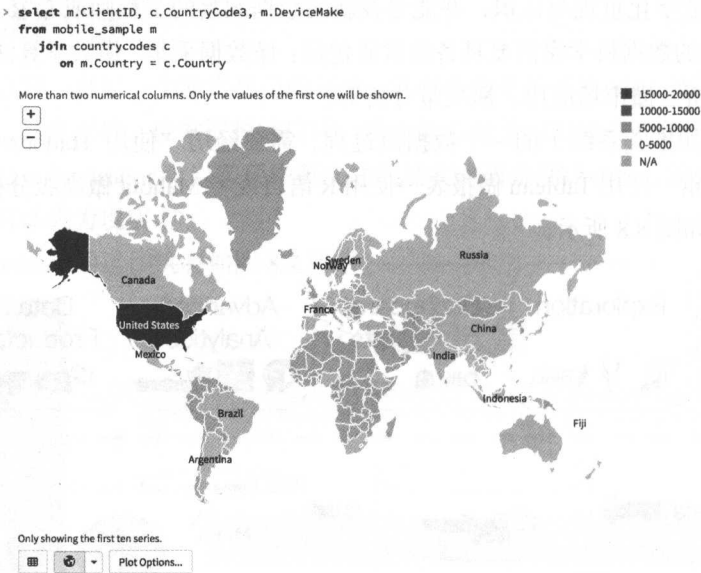 select m.ClientID, c.CountryCode3, m.DeviceMake
from mobile_sample m
join countrycodes c
on m.Country = c.Country
More than two numerical columns. Only the values of the first one will be shown.
+
−
15000-20000
10000-15000
5000-10000
0-5000
N/A
Canada
United States
Mexico
Brazil
Argentina
Norway
Sweden
France
Russia
China
India
Indonesia
Fiji
Only showing the first ten series.
Plot Options...